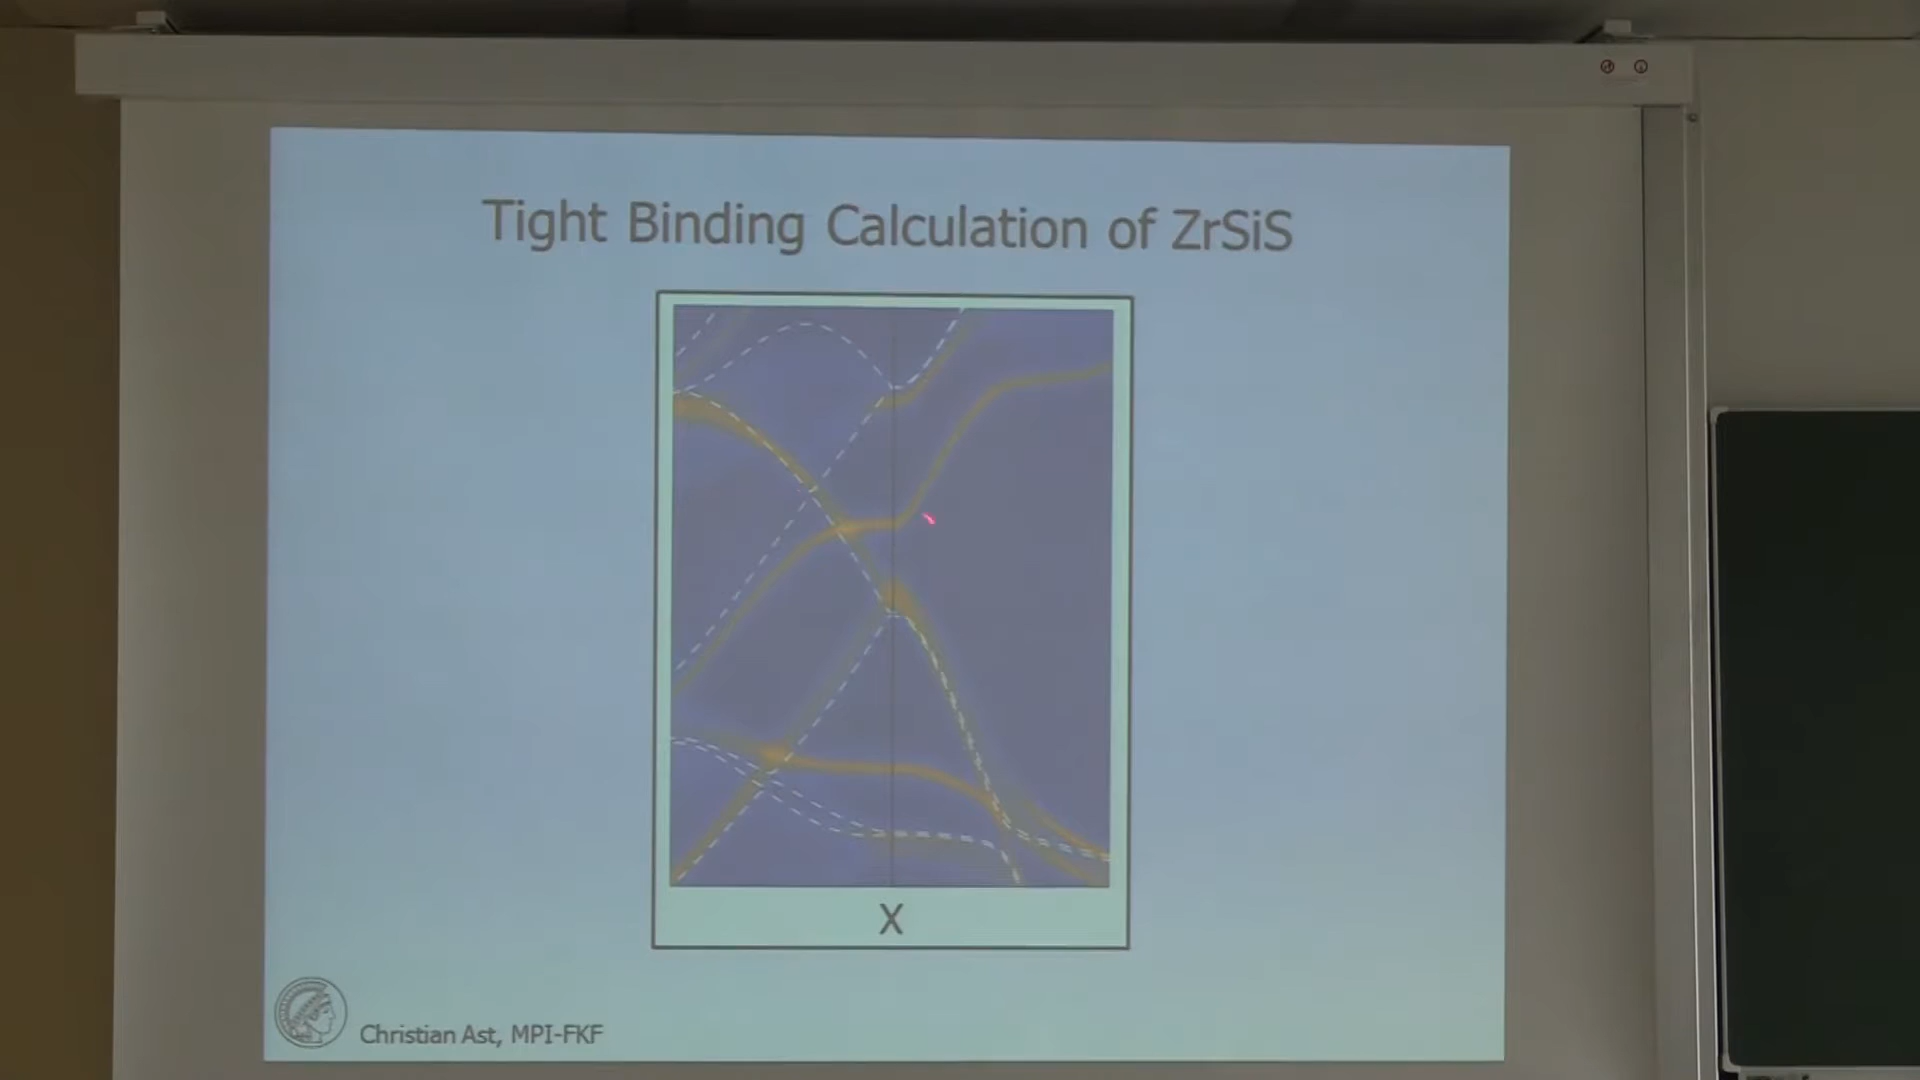 Tight Binding Calculation of ZrSiS
X
Christian Ast, MPI-FKF